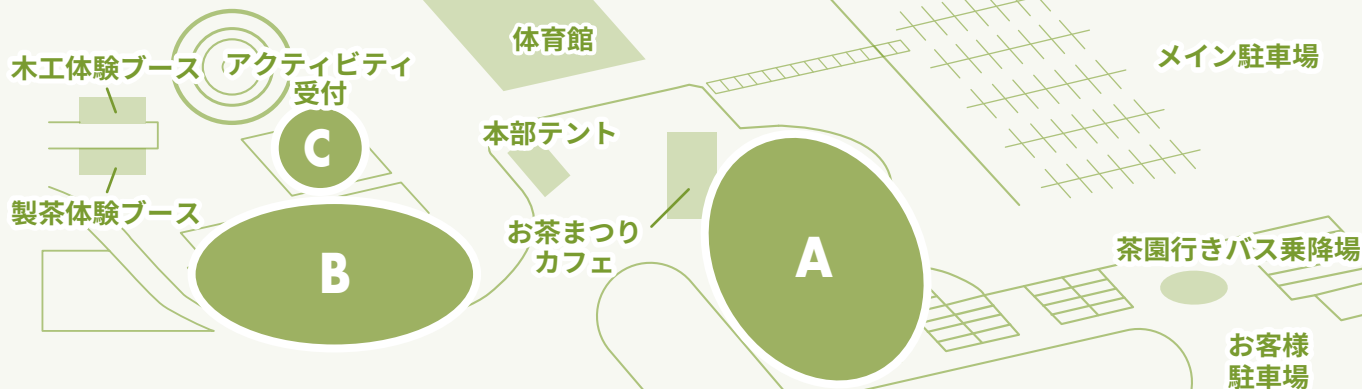 体育館
メイン駐車場
木工体験ブース
アクティビティ
受付
本部テント
C
製茶体験ブース
お茶まつり
カフェ
A
B
茶園行きバス乗降場
お客様
駐車場